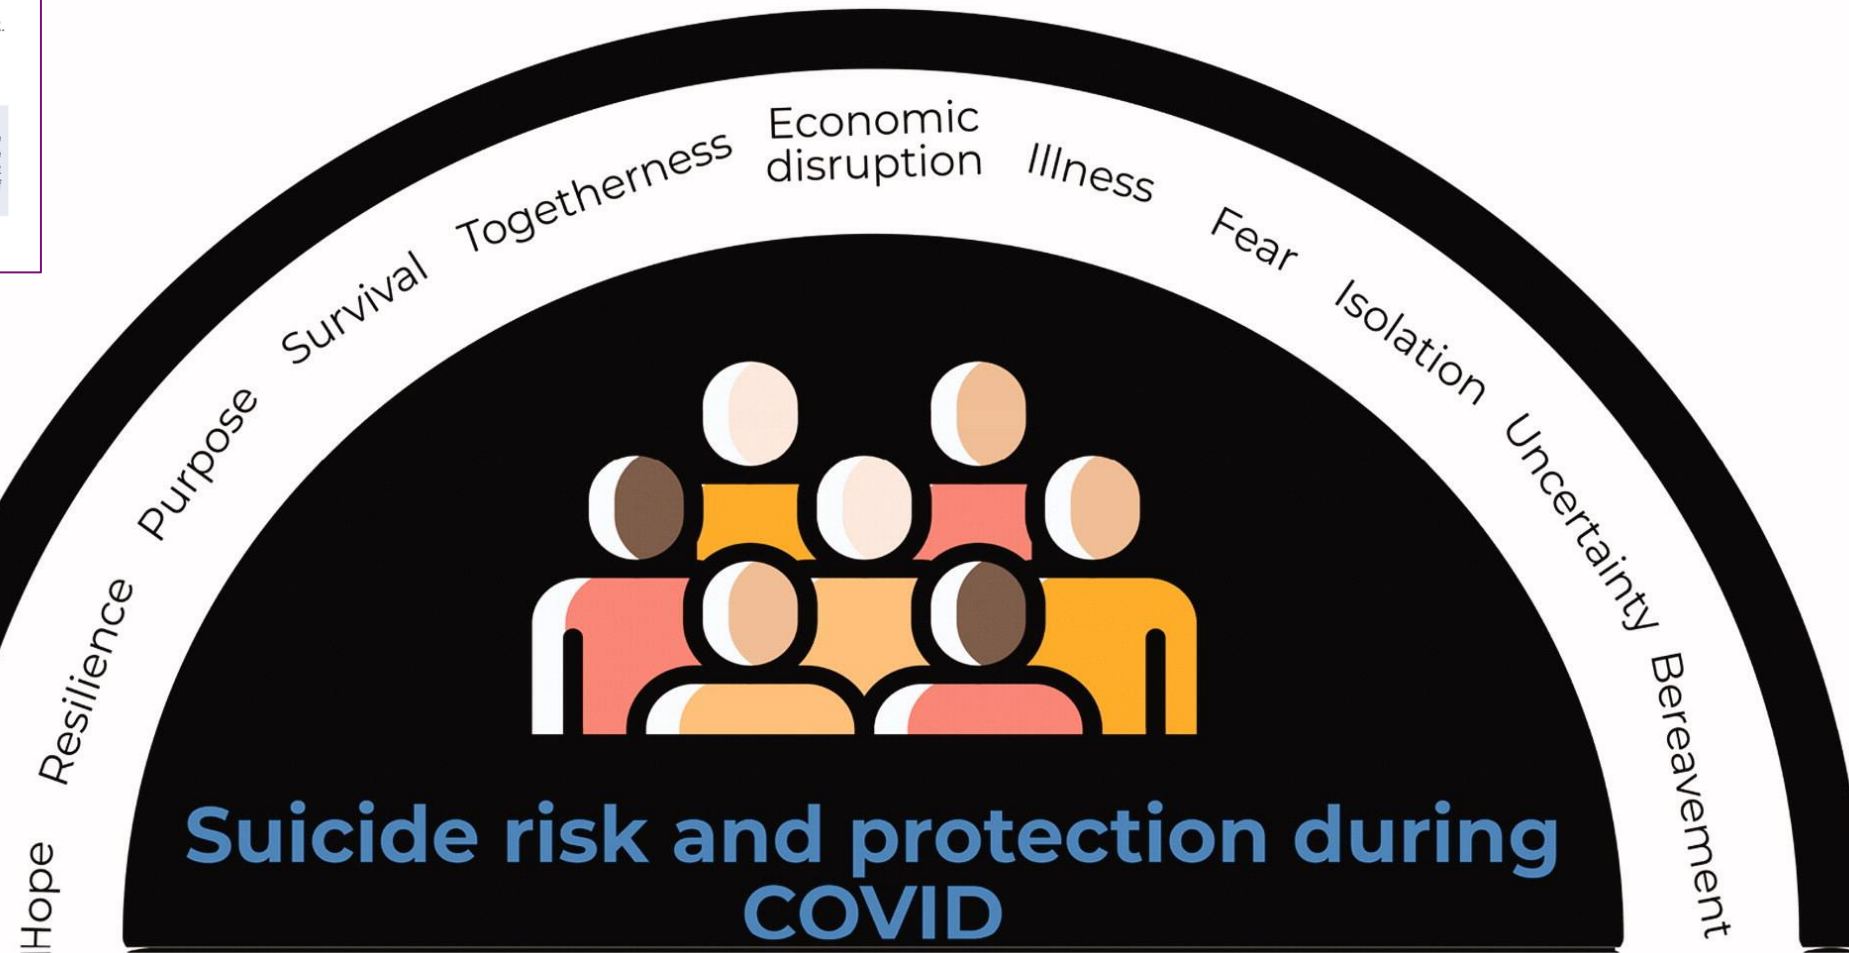 Hope
Resilience
Purpose
Survival
Togetherness
Economic
disruption
Illness
Fear
Isolation
Uncertainty
Bereavement
Suicide risk and protection during
COVID